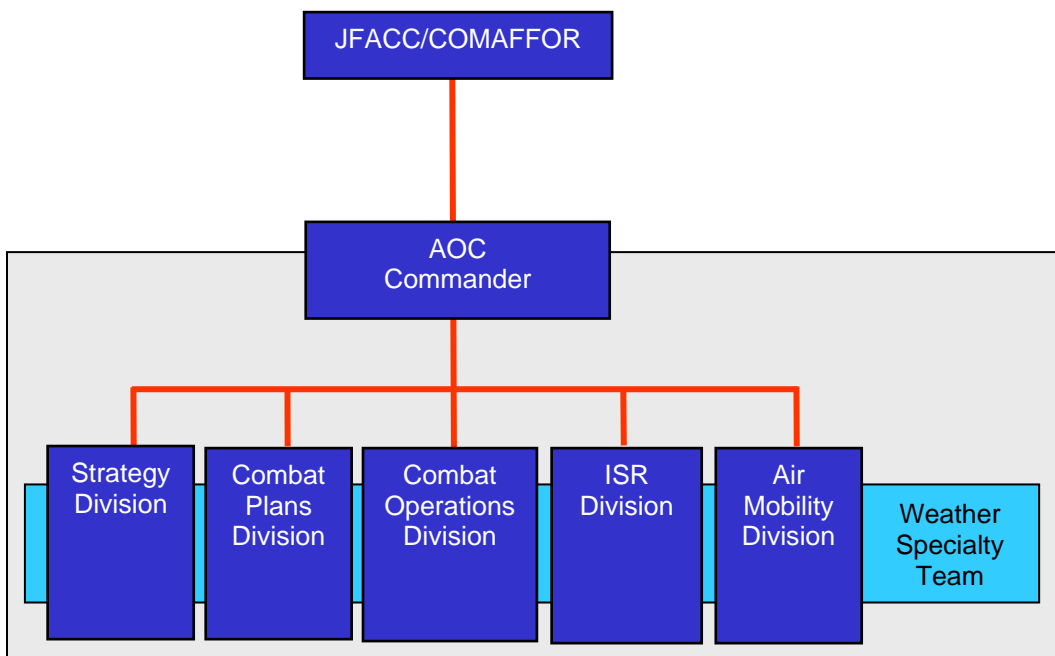 JFACC/COMAFFOR
AOC
Commander
Strategy
Division
Combat
Plans
Division
Combat
Operations
Division
ISR
Division
Air
Mobility
Division
Weather
Specialty
Team